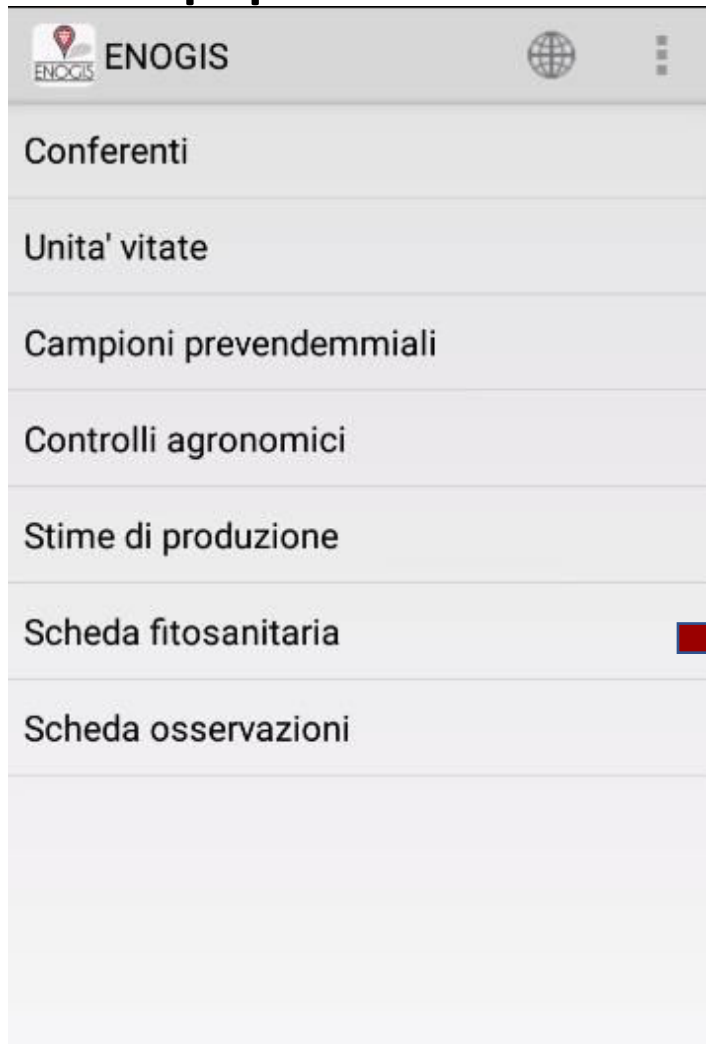 ENOGIS ENOGIS
Conferenti
Unita' vitate
Campioni prevendemmiali
Controlli agronomici
Stime di produzione
Scheda fitosanitaria
Scheda osservazioni